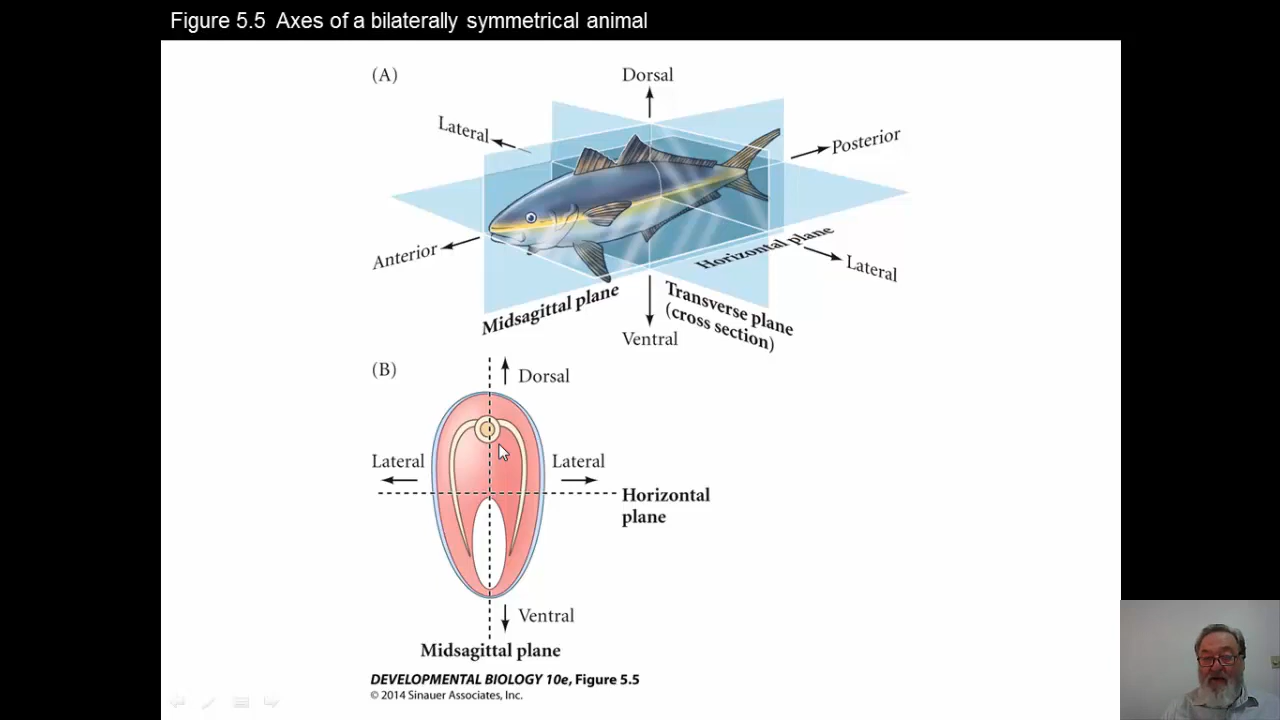 Figure 5.5 Axes of a bilaterally symmetrical animal
(A)
Dorsal
Lateral
Posterior
Anterior
Horizontal plane
Lateral
Midsagittal plane
Transverse plane
(cross section)
Ventral
(B)
Dorsal
Lateral
Lateral
Horizontal
plane
Ventral
Midsagittal plane
DEVELOPMENTAL BIOLOGY 10e, Figure 5.5
© 2014 Sinauer Associates, Inc.